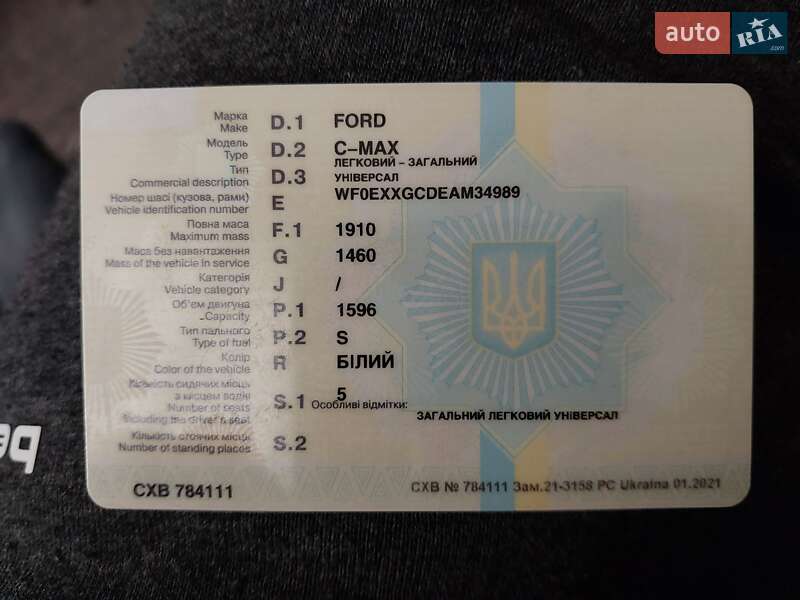 auto RIA .com
Марка D.1 FORD
Make
Модель D.2 C–MAX
Type
ЛЕГКОВИЙ – ЗАГАЛЬНИЙ
Тип D.3 УНІВЕРСАЛ
Commercial description
Номер шасі (кузова, рами) E WF0EXXGCDEAM34989
Vehicle identification number
Повна маса F.1 1910
Maximum mass
Маса без навантаження G 1460
Mass of the vehicle in service
Категорія J /
Vehicle category
Об'єм двигуна P.1 1596
Capacity
Тип пального P.2 S
Type of fuel
Колір R БІЛИЙ
Color of the vehicle
Кількість сидячих місць
з місцем водія S.1 5
Number of seats Особливі відмітки:
including the driver's seat ЗАГАЛЬНИЙ ЛЕГКОВИЙ УНІВЕРСАЛ
Кількість стоячих місць S.2
Number of standing places
СХВ 784111
СХВ № 784111 Зам.21-3158 PC Ukraina 01.2021